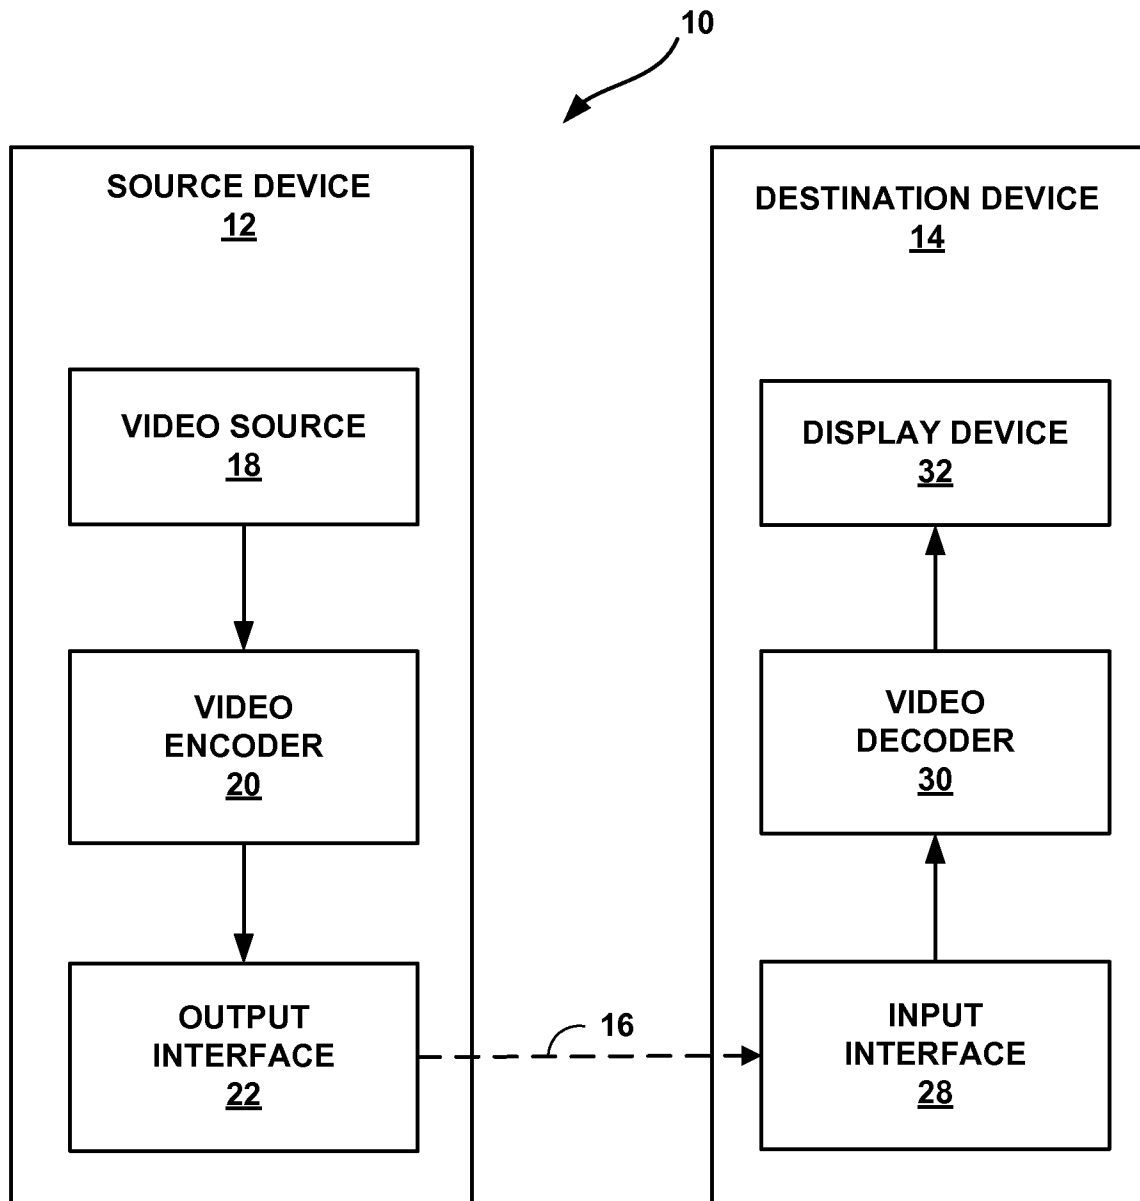 10
SOURCE DEVICE
12
VIDEO SOURCE
18
VIDEO
ENCODER
20
OUTPUT
INTERFACE
22
16
DESTINATION DEVICE
14
DISPLAY DEVICE
32
VIDEO
DECODER
30
INPUT
INTERFACE
28